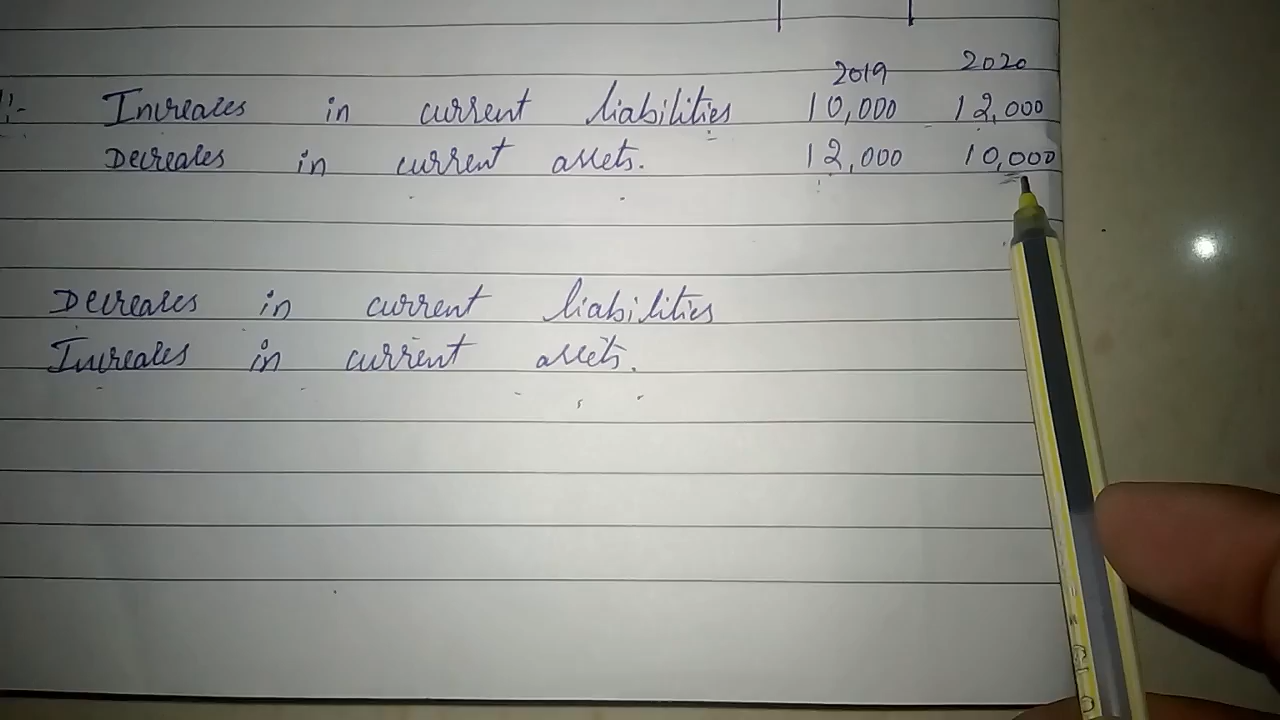 2019 2020
Increases in current liabilities 10,000 12,000
Decreases in current assets. 12,000 10,000
Decreases in current liabilities
Increases in current assets.